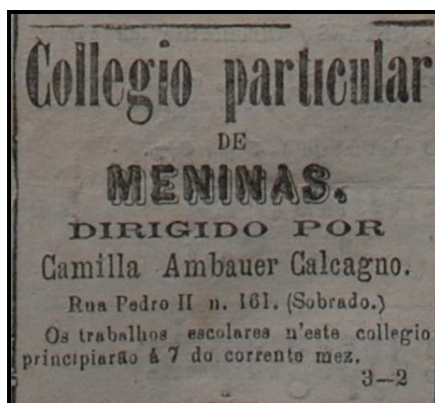 Collegio particular
DE
MENINAS.
DIRIGIDO POR
Camilla Ambauer Calcagno.
Rua Pedro II n. 161. (Sobrado.)
Os trabalhos escolares n'este collegio
principiarão á 7 do corrente mez.
3—2